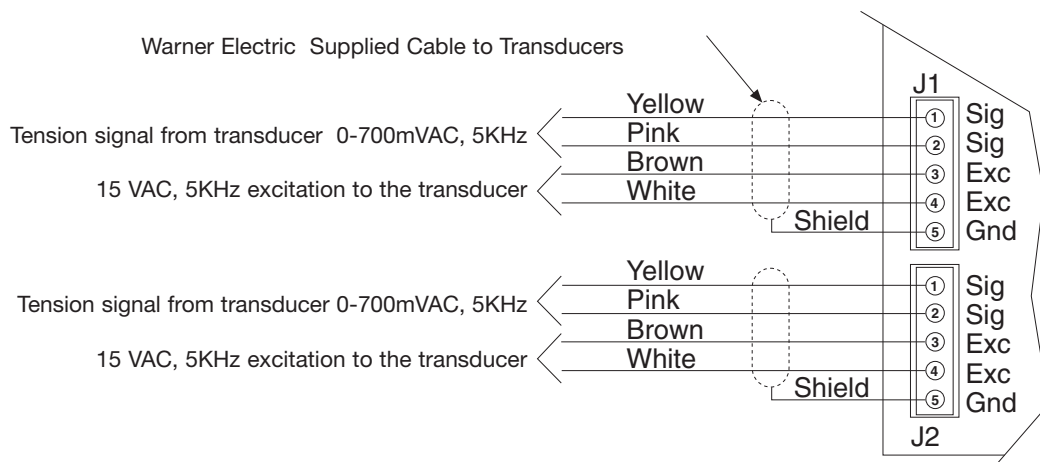 Warner Electric  Supplied Cable to Transducers
J1
Yellow
1 Sig
Tension signal from transducer  0-700mVAC, 5KHz
Pink
2 Sig
Brown
3 Exc
15 VAC, 5KHz excitation to the transducer
White
4 Exc
Shield
5 Gnd
Yellow
1 Sig
Tension signal from transducer 0-700mVAC, 5KHz
Pink
2 Sig
Brown
3 Exc
15 VAC, 5KHz excitation to the transducer
White
4 Exc
Shield
5 Gnd
J2